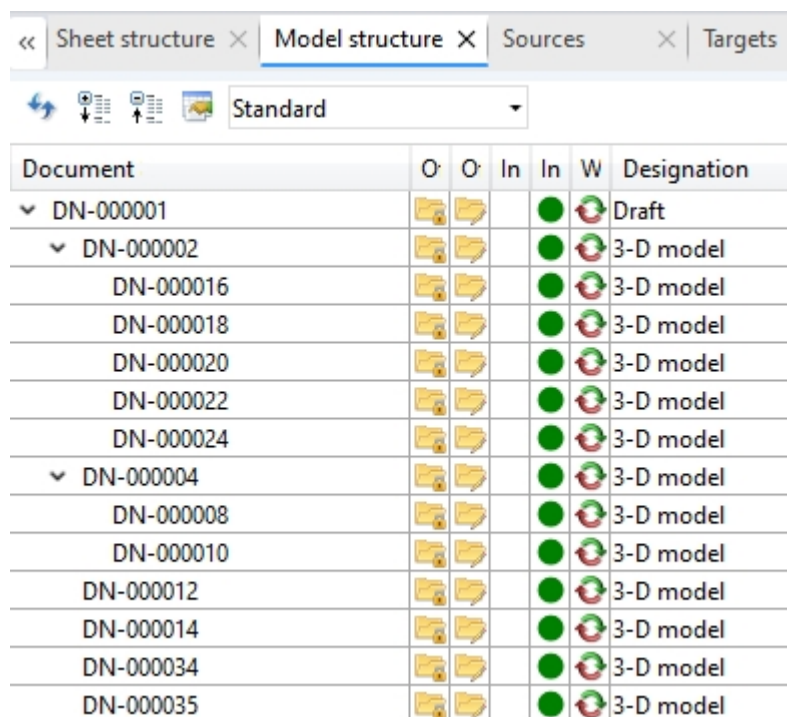 « Sheet structure × Model structure × Sources × Targets
Standard
Document O O In In W Designation
DN-000001 Draft
DN-000002 3-D model
DN-000016 3-D model
DN-000018 3-D model
DN-000020 3-D model
DN-000022 3-D model
DN-000024 3-D model
DN-000004 3-D model
DN-000008 3-D model
DN-000010 3-D model
DN-000012 3-D model
DN-000014 3-D model
DN-000034 3-D model
DN-000035 3-D model